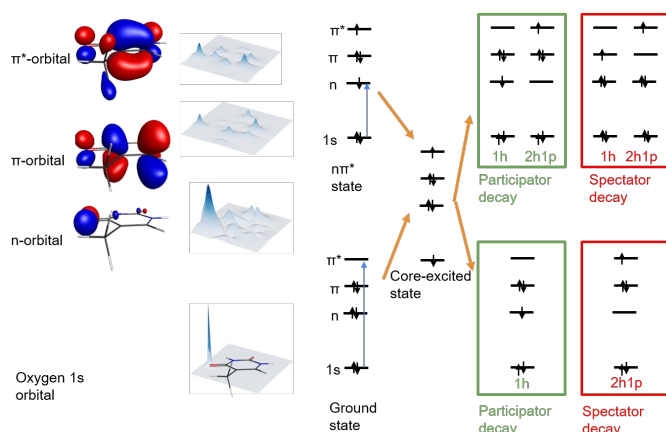 π*-orbital
π-orbital
n-orbital
Oxygen 1s
orbital
π*
π
n
1s
nπ*
state
π*
π
n
1s
Ground
state
Core-excited
state
1h 2h1p
Participator
decay
1h 2h1p
Spectator
decay
1h
Participator
decay
2h1p
Spectator
decay